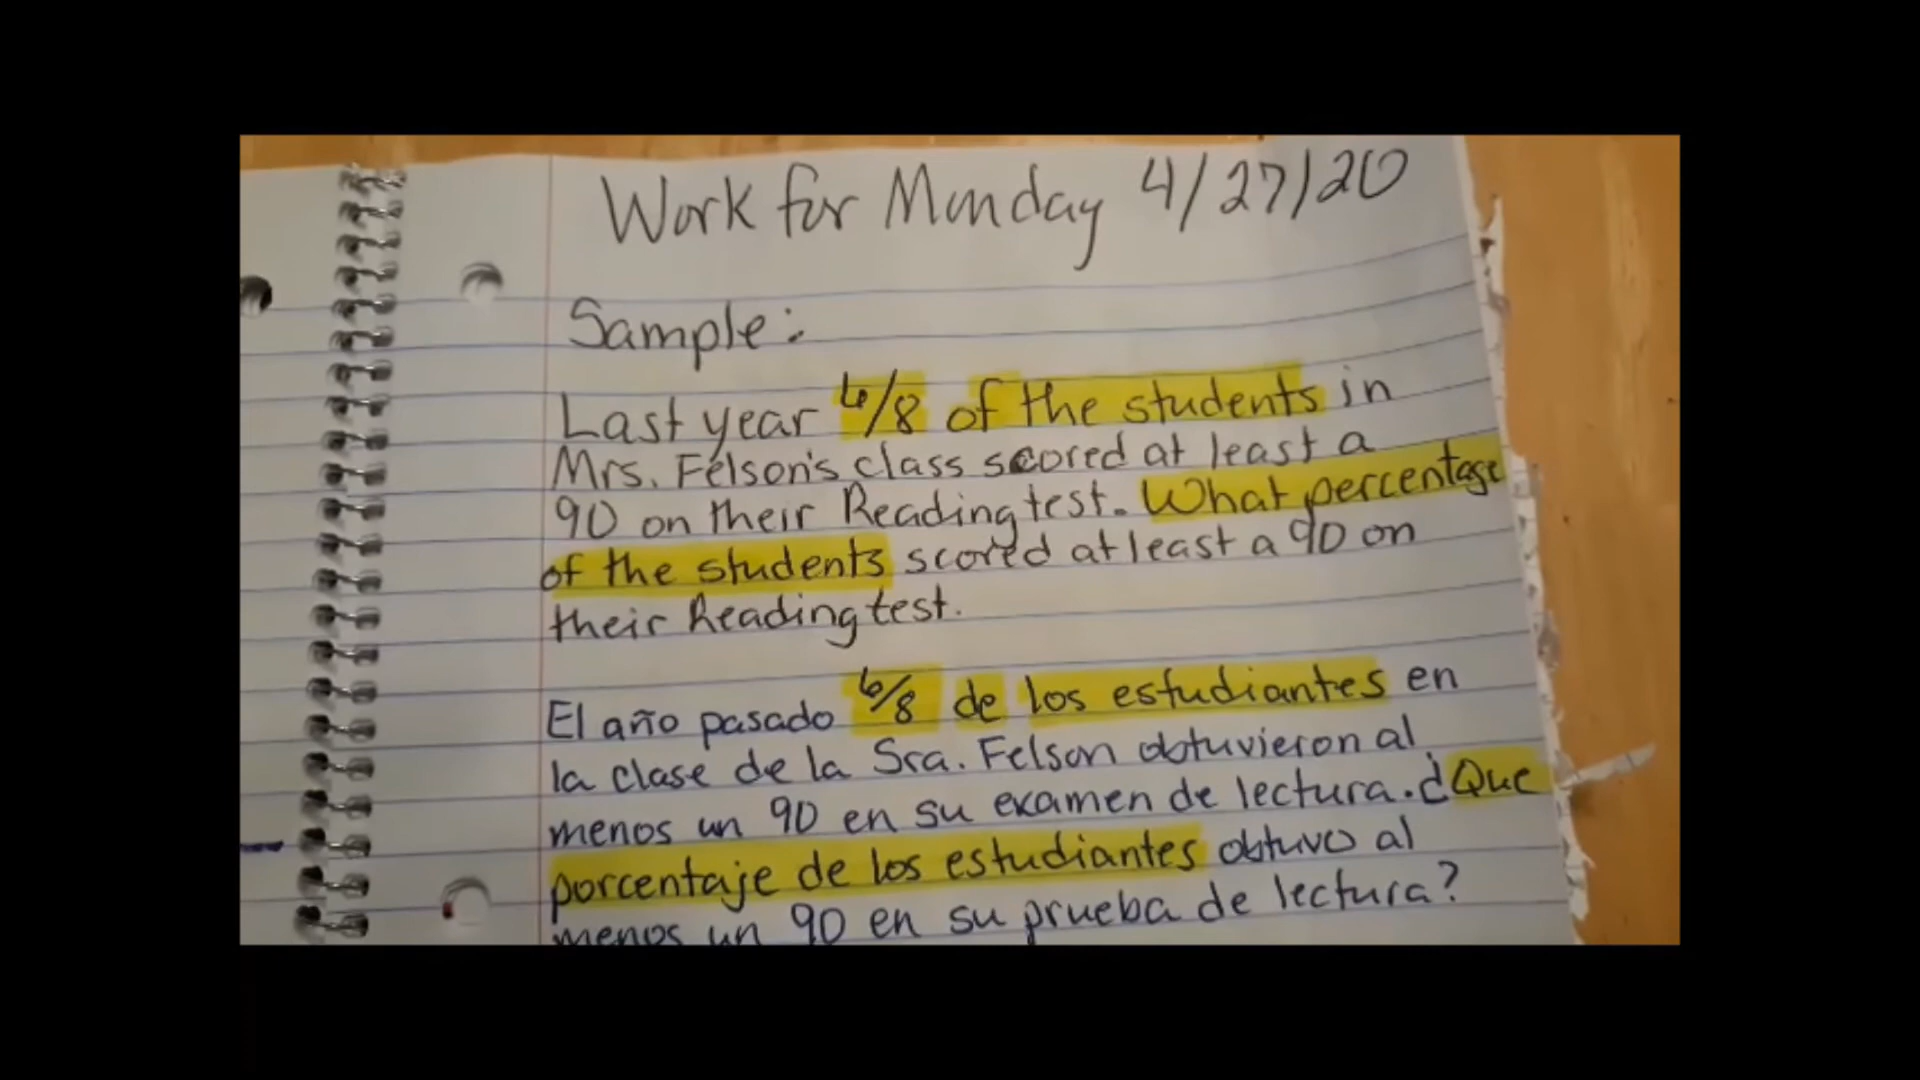 Work for Monday 4/27/20
Sample:
Last year 6/8 of the students in
Mrs. Felson's class scored at least a
90 on their Reading test. What percentage
of the students scored at least a 90 on
their Reading test.
El año pasado 6/8 de los estudiantes en
la clase de la Sra. Felson obtuvieron al
menos un 90 en su examen de lectura. ¿Que
porcentaje de los estudiantes obtuvo al
menos un 90 en su prueba de lectura?